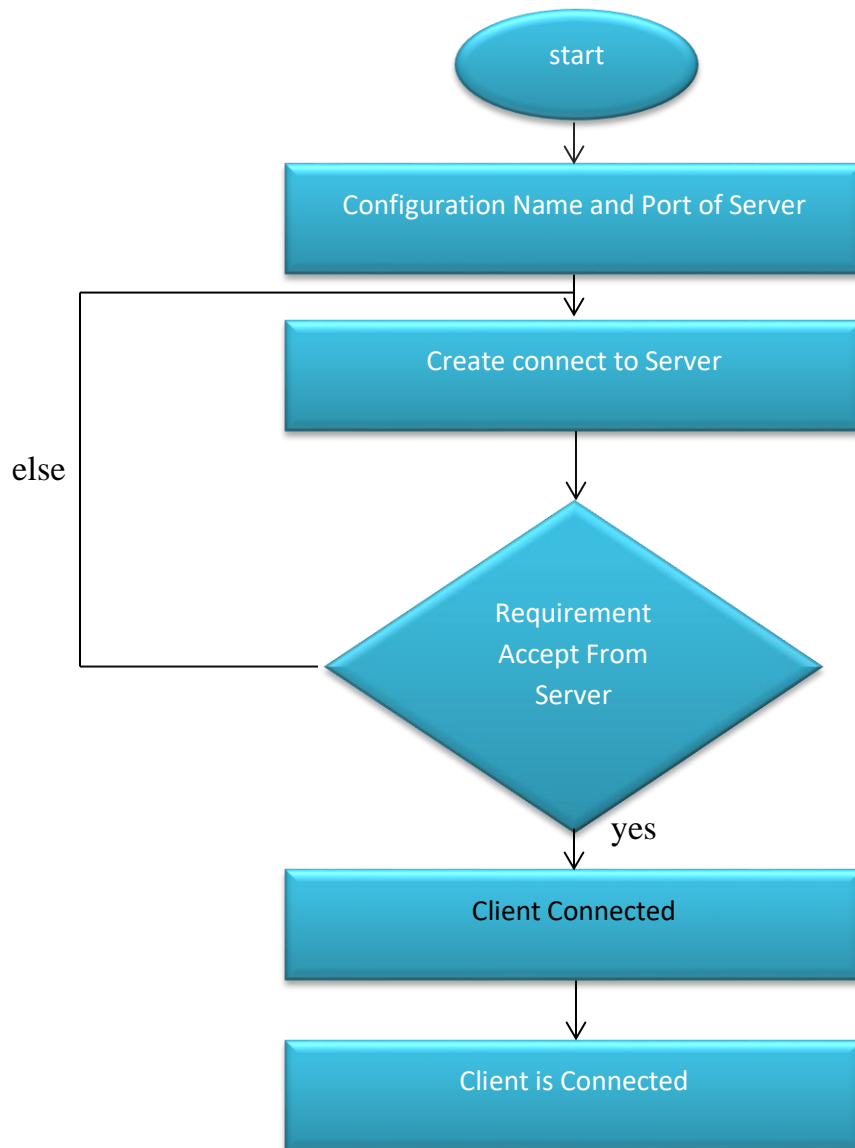 start
Configuration Name and Port of Server
Create connect to Server
else
Requirement
Accept From
Server
yes
Client Connected
Client is Connected